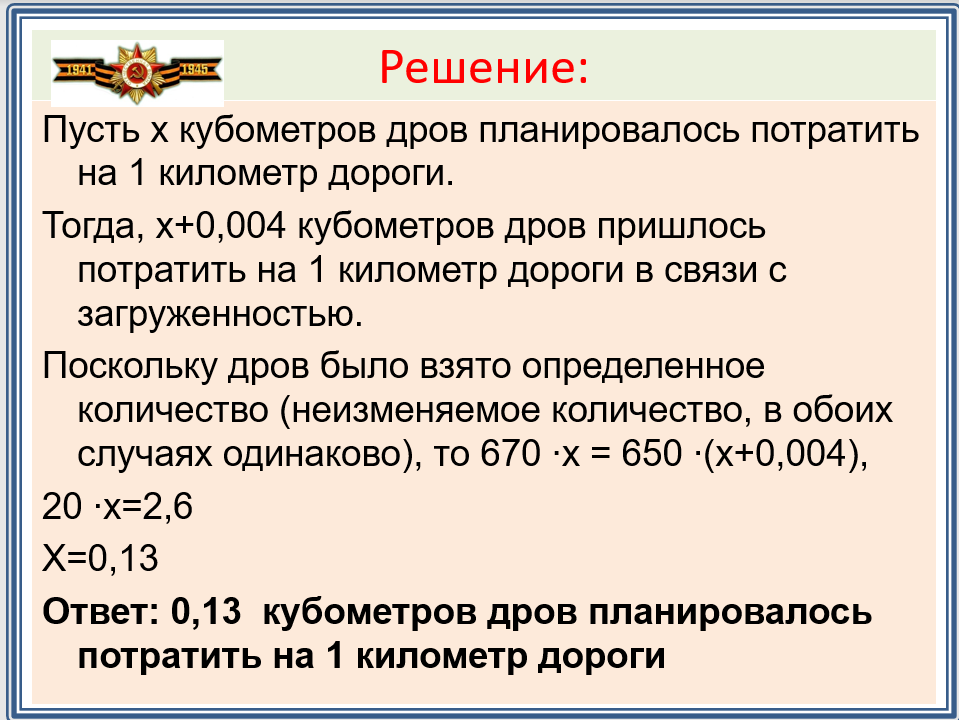 1941 1945
Решение:
Пусть х кубометров дров планировалось потратить
на 1 километр дороги.
Тогда, х+0,004 кубометров дров пришлось
потратить на 1 километр дороги в связи с
загруженностью.
Поскольку дров было взято определенное
количество (неизменяемое количество, в обоих
случаях одинаково), то 670 ·х = 650 ·(х+0,004),
20 ·х=2,6
Х=0,13
Ответ: 0,13 кубометров дров планировалось
потратить на 1 километр дороги